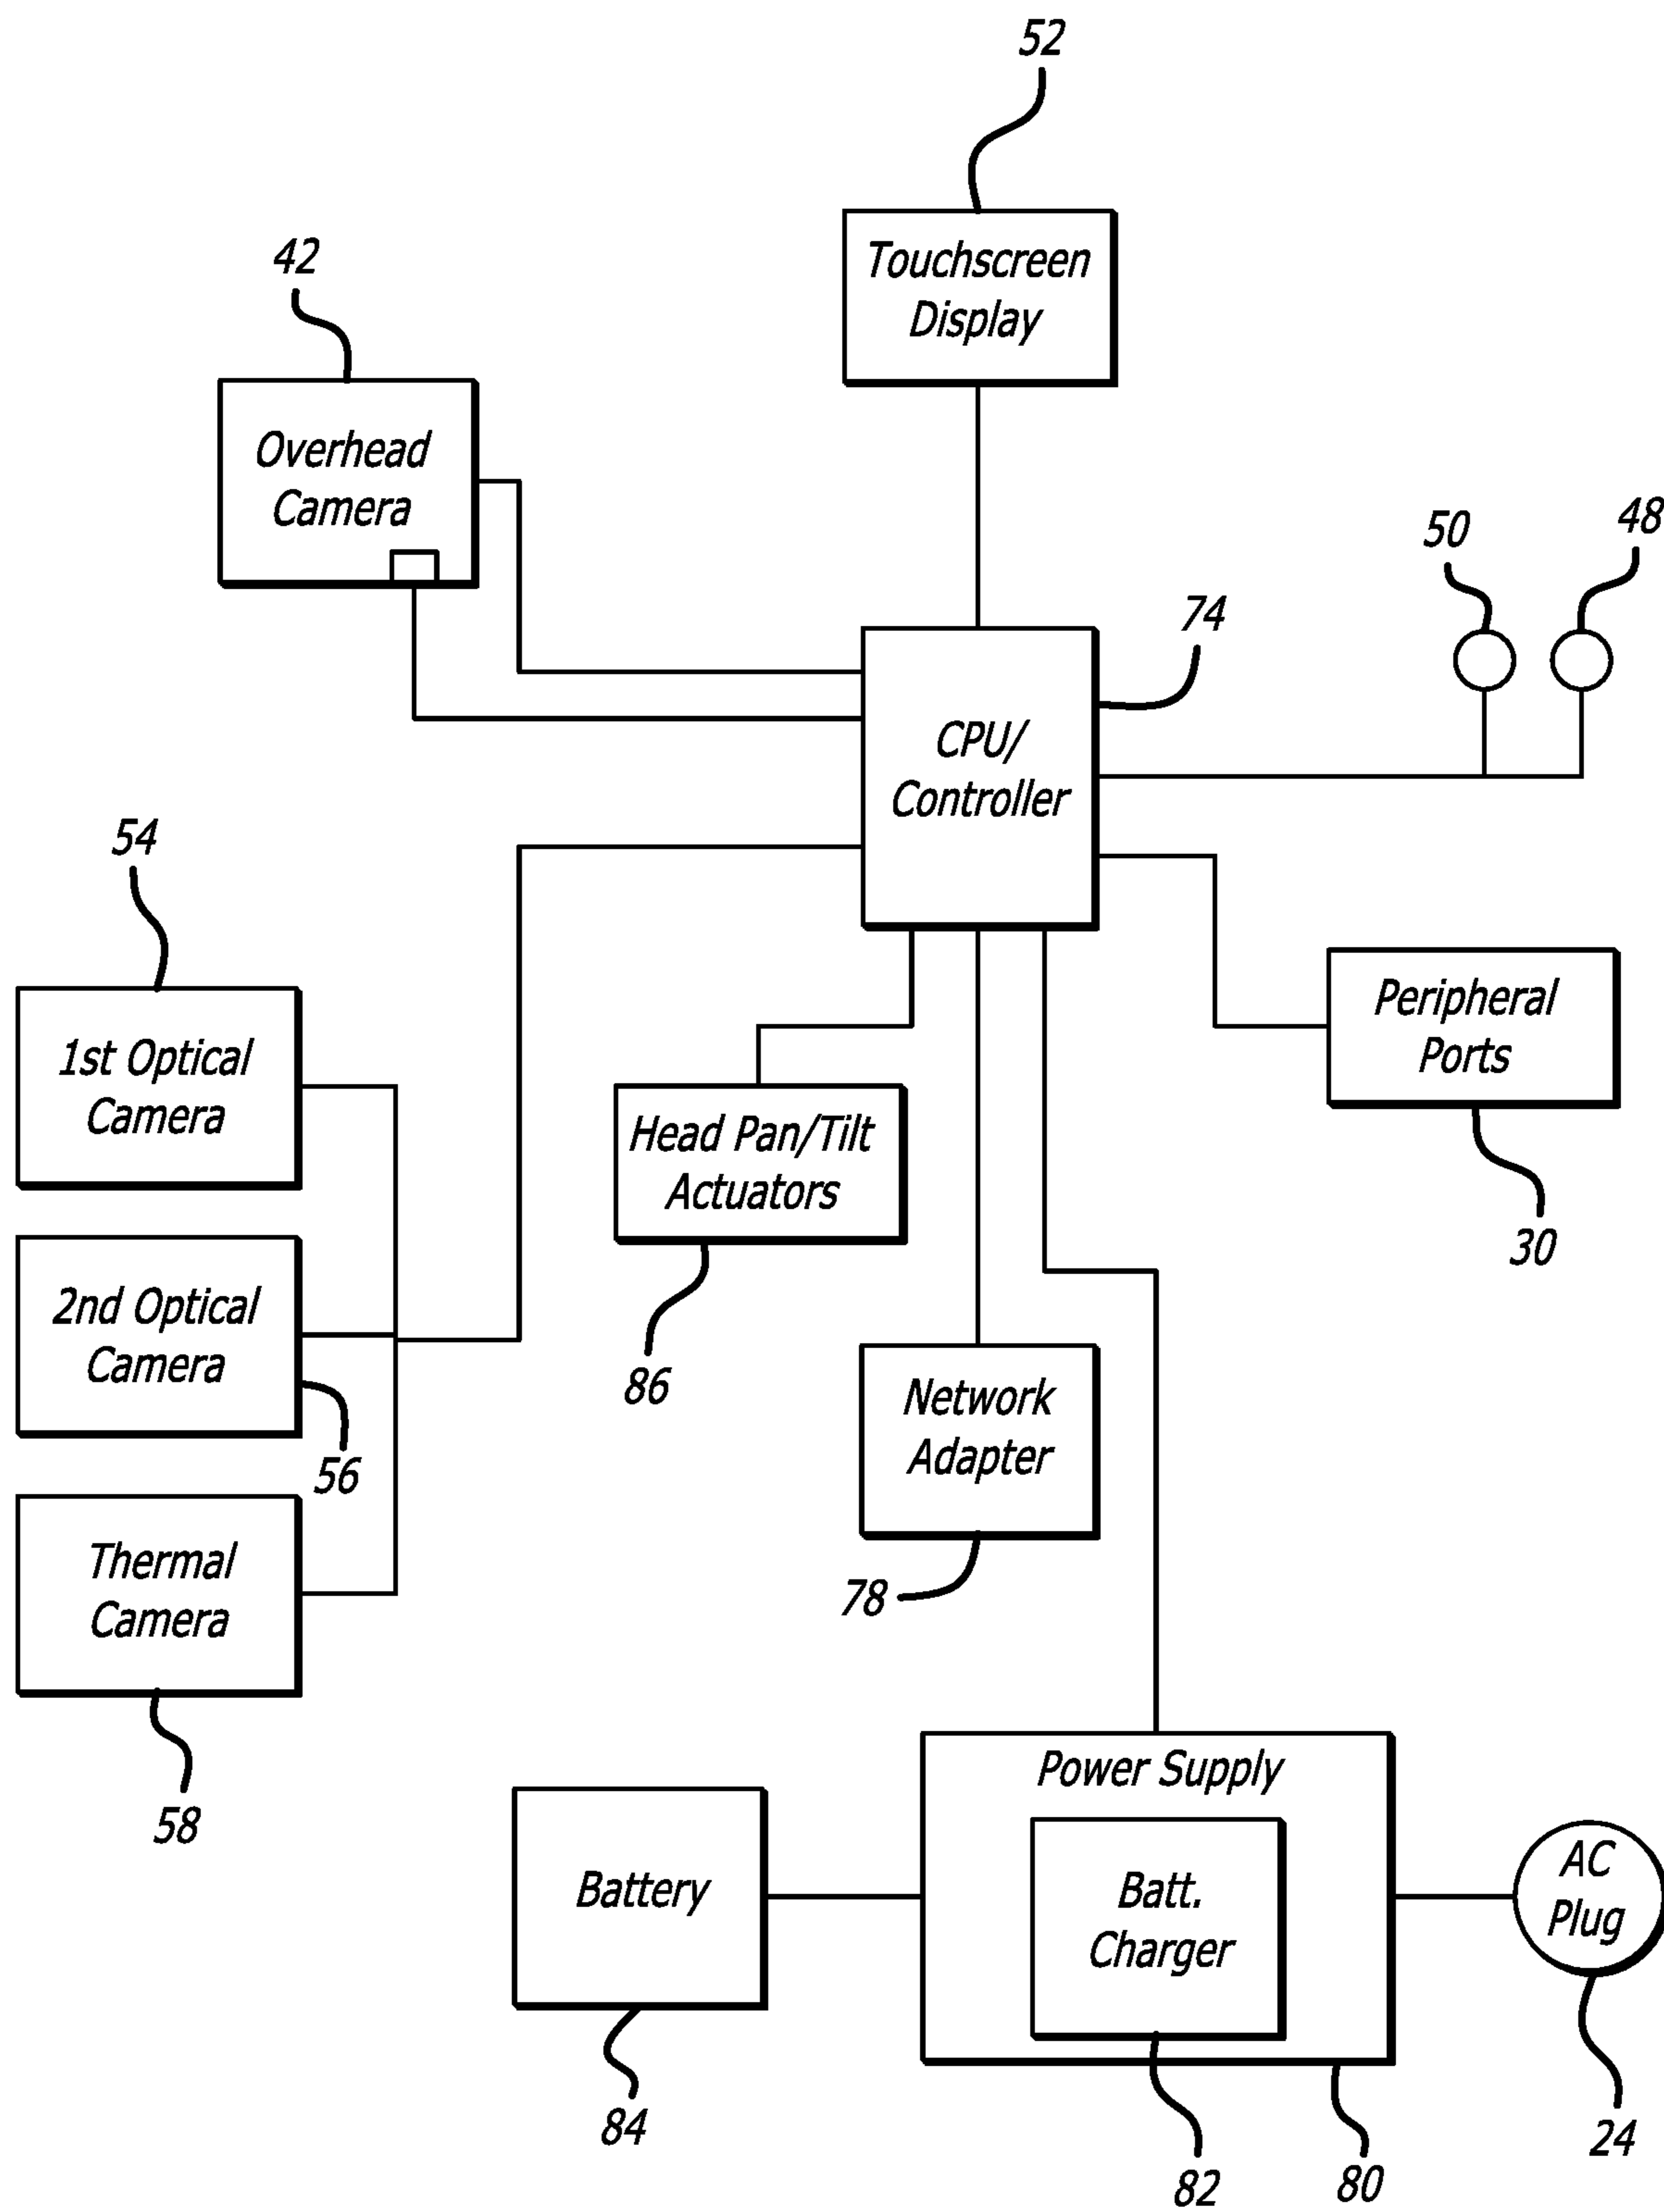 52
Touchscreen
Display
42
Overhead
Camera
50
48
74
CPU/
Controller
54
1st Optical
Camera
Peripheral
Ports
30
Head Pan/Tilt
Actuators
86
2nd Optical
Camera
56
Network
Adapter
78
Thermal
Camera
58
Power Supply
Batt.
Charger
Battery
AC
Plug
84
82
80
24